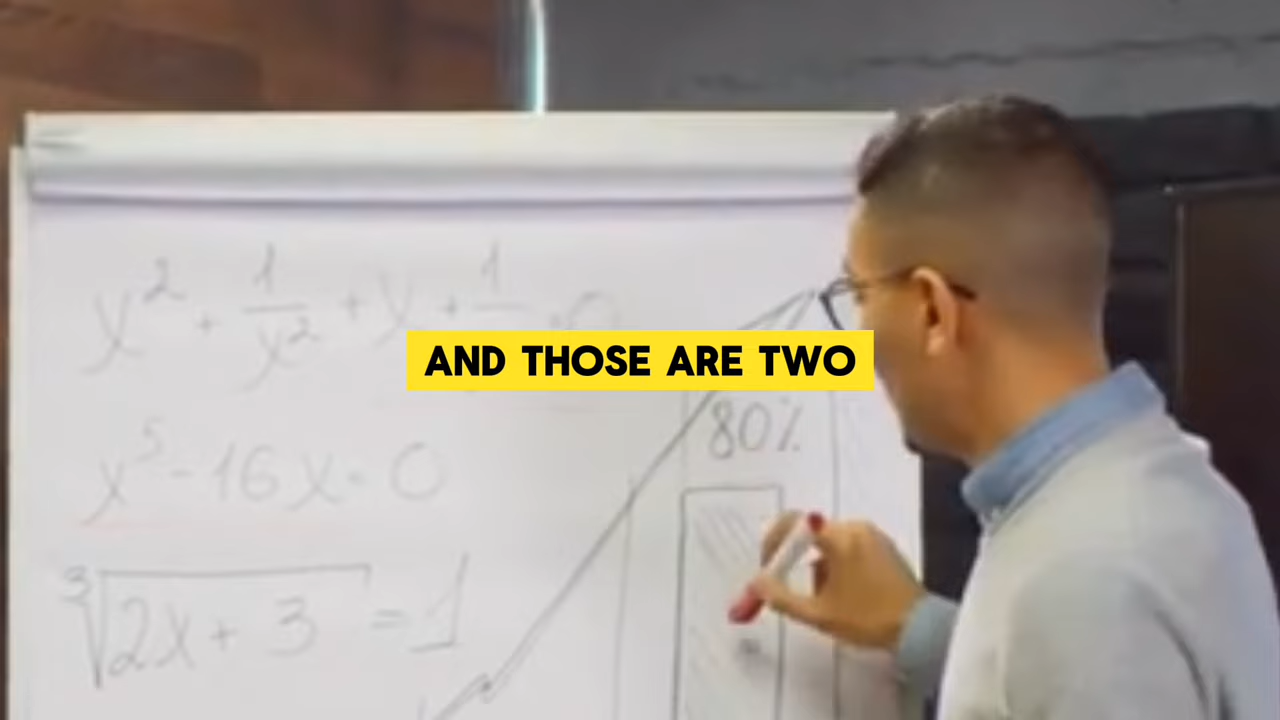 x² + 1/x² + x + 1/ = 0
AND THOSE ARE TWO
80%
x⁵ - 16x = 0
∛2x + 3 = 1